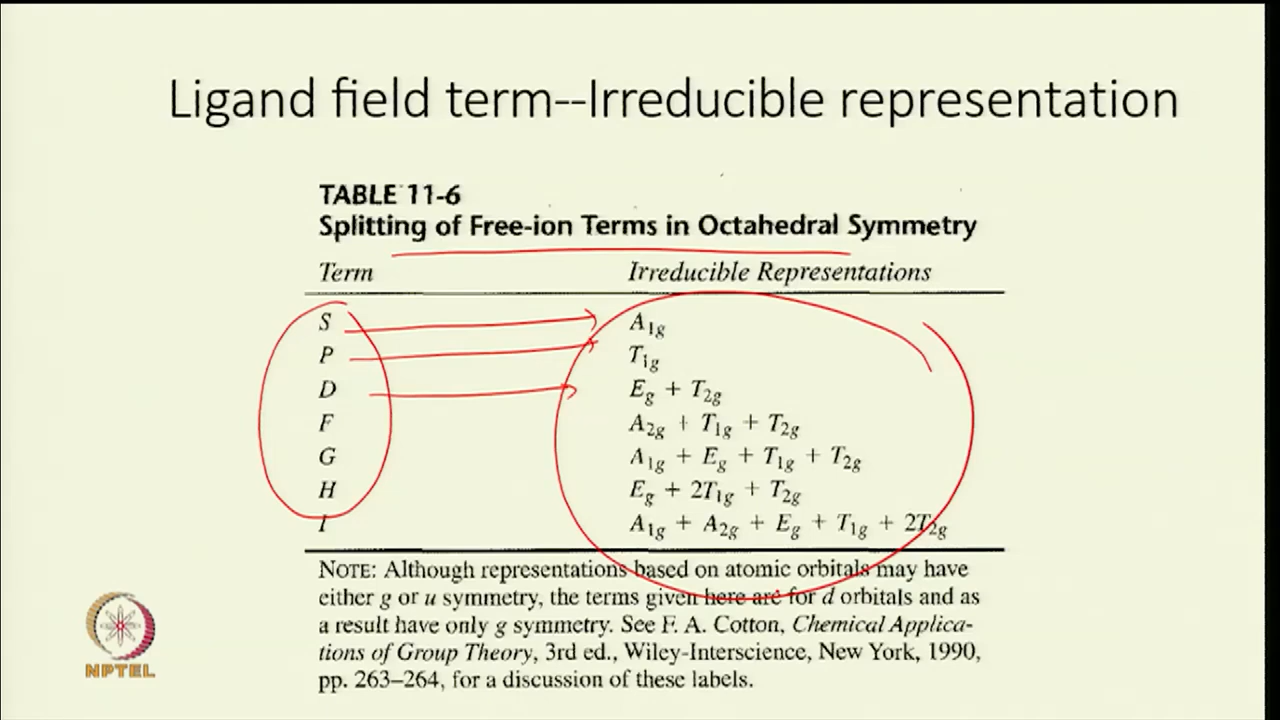 Ligand field term--Irreducible representation
TABLE 11-6
Splitting of Free-ion Terms in Octahedral Symmetry
Term Irreducible Representations
S A₁g
P T₁g
D Eg + T₂g
F A₂g + T₁g + T₂g
G A₁g + Eg + T₁g + T₂g
H Eg + 2T₁g + T₂g
I A₁g + A₂g + Eg + T₁g + 2T₂g
NOTE: Although representations based on atomic orbitals may have
either g or u symmetry, the terms given here are for d orbitals and as
a result have only g symmetry. See F. A. Cotton, Chemical Applica-
tions of Group Theory, 3rd ed., Wiley-Interscience, New York, 1990,
pp. 263–264, for a discussion of these labels.
NPTEL